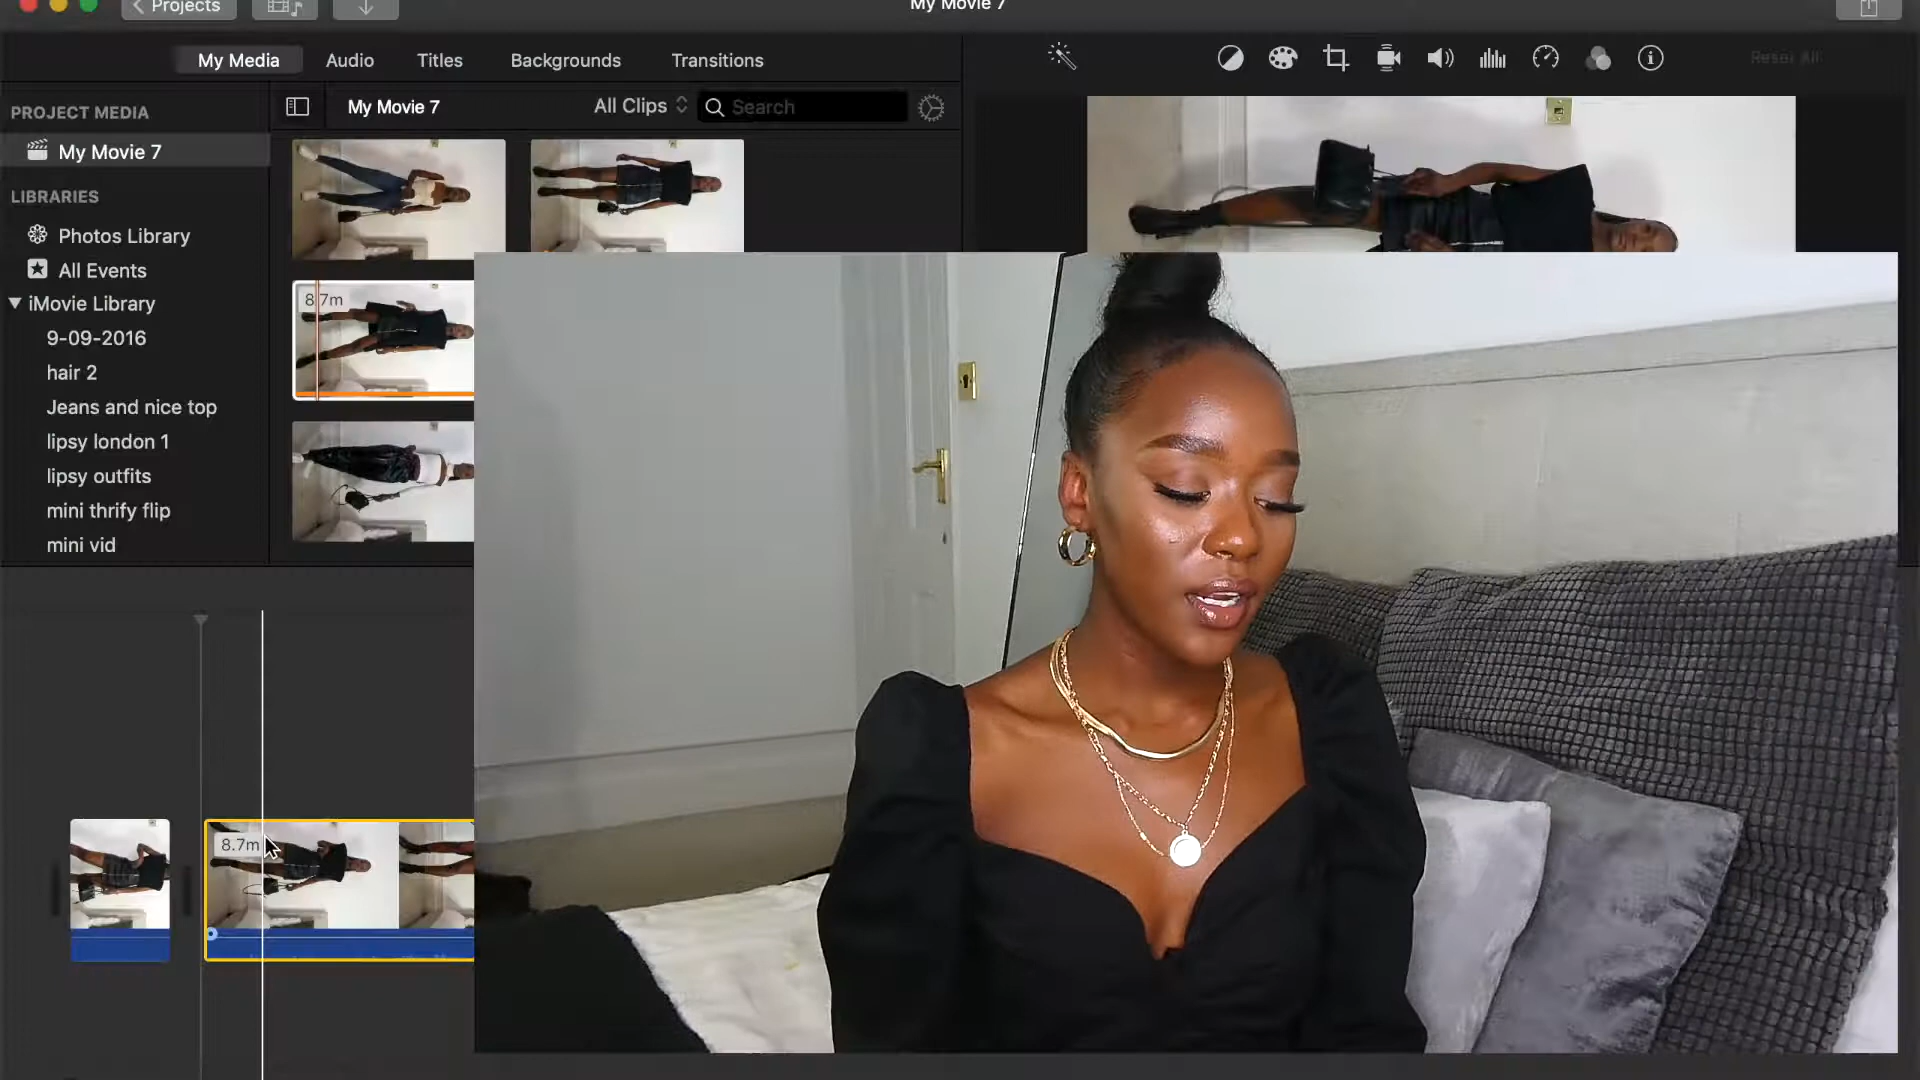 Projects
My Movie 7
My Media
Audio
Titles
Backgrounds
Transitions
Reset All
PROJECT MEDIA
My Movie 7
All Clips
Search
My Movie 7
LIBRARIES
Photos Library
All Events
iMovie Library
9-09-2016
hair 2
Jeans and nice top
lipsy london 1
lipsy outfits
mini thrify flip
mini vid
8.7m
8.7m